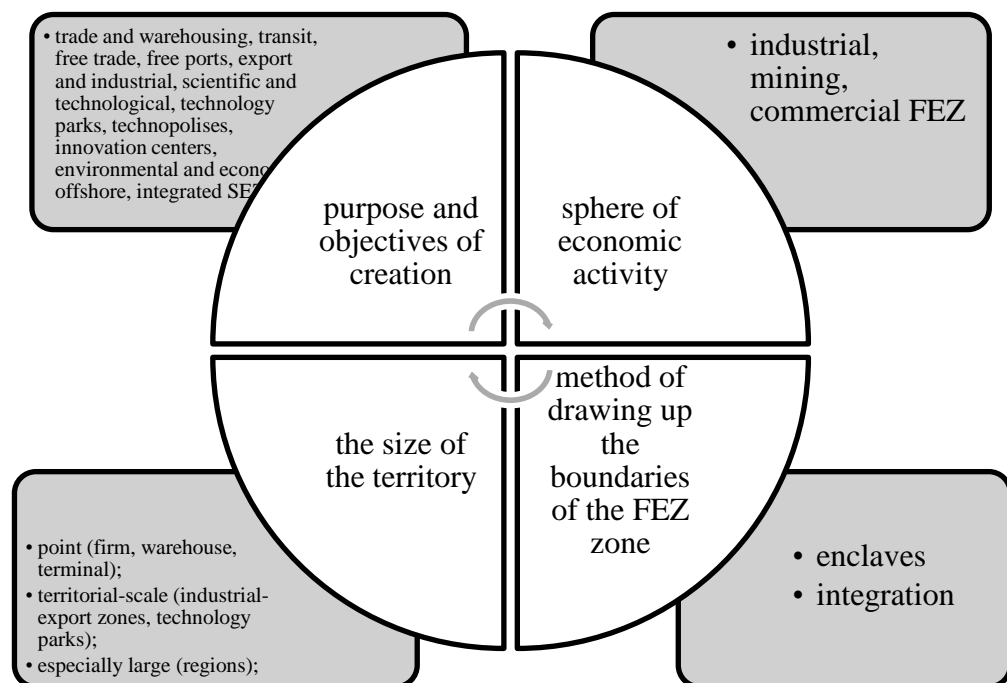 • trade and warehousing, transit,
free trade, free ports, export
and industrial, scientific and
technological, technology
parks, technopolises,
innovation centers,
environmental and
offshore, integrated SEZ
• industrial,
mining,
commercial FEZ
purpose and
objectives of
creation
sphere of
economic
activity
the size of
the territory
method of
drawing up
the
boundaries
of the FEZ
zone
• point (firm, warehouse,
terminal);
• territorial-scale (industrial-
export zones, technology
parks);
• especially large (regions);
• enclaves
• integration